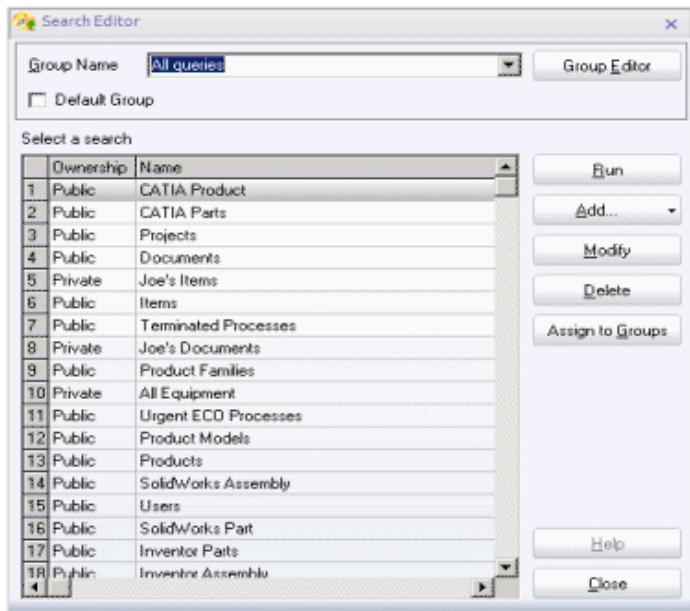 Search Editor
Group Name All queries Group Editor
Default Group
Select a search
Ownership Name
1 Public CATIA Product
2 Public CATIA Parts
3 Public Projects
4 Public Documents
5 Private Joe's Items
6 Public Items
7 Public Terminated Processes
8 Private Joe's Documents
9 Public Product Families
10 Private All Equipment
11 Public Urgent ECO Processes
12 Public Product Models
13 Public Products
14 Public SolidWorks Assembly
15 Public Users
16 Public SolidWorks Part
17 Public Inventor Parts
18 Public Inventor Assembly
Run
Add...
Modify
Delete
Assign to Groups
Help
Close